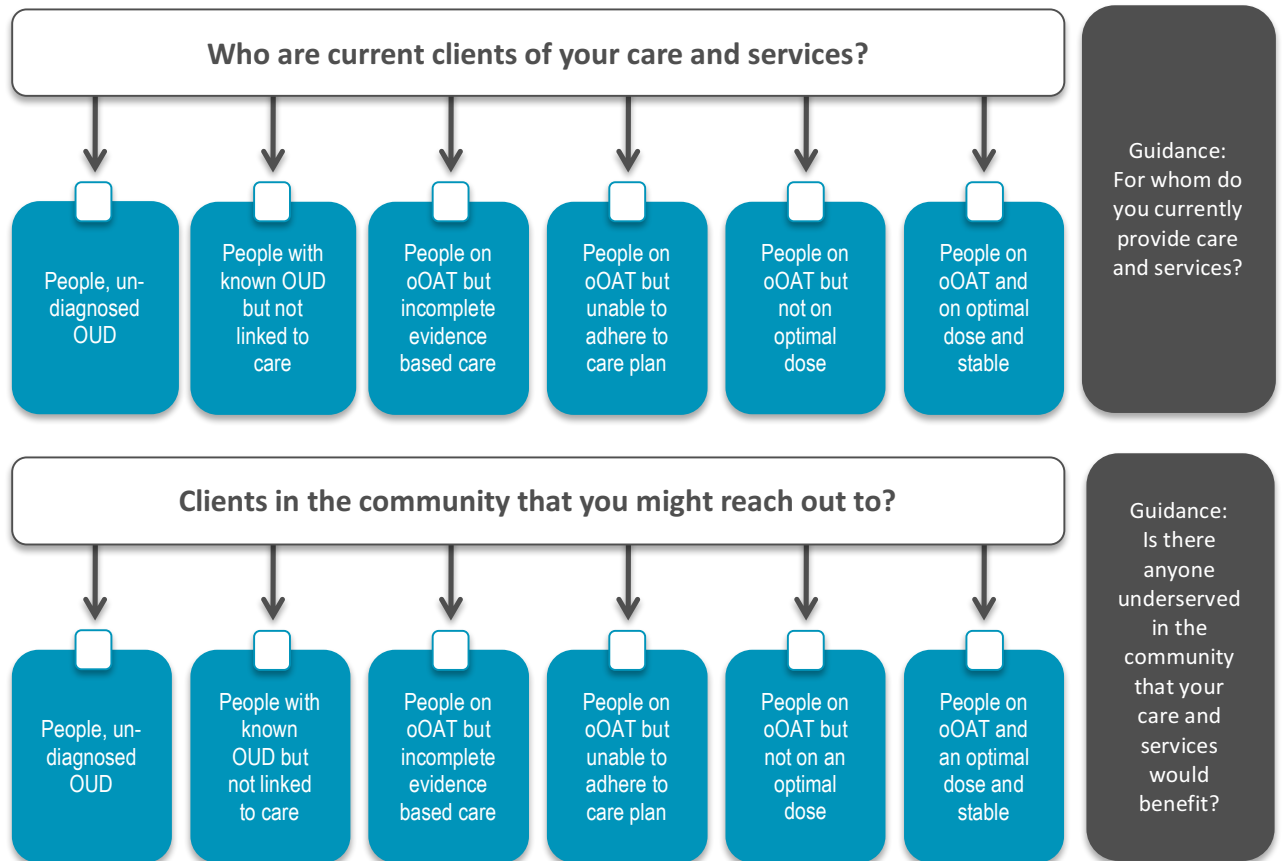 Who are current clients of your care and services?
People, un-
diagnosed
OUD
People with
known OUD
but not
linked to
care
People on
oOAT but
incomplete
evidence
based care
People on
oOAT but
unable to
adhere to
care plan
People on
oOAT but
not on
optimal
dose
People on
oOAT and
on optimal
dose and
stable
Guidance:
For whom do
you currently
provide care
and services?
Clients in the community that you might reach out to?
People, un-
diagnosed
OUD
People with
known
OUD but
not linked
to care
People on
oOAT but
incomplete
evidence
based care
People on
oOAT but
unable to
adhere to
care plan
People on
oOAT but
not on an
optimal
dose
People on
oOAT and
an optimal
dose and
stable
Guidance:
Is there
anyone
underserved
in the
community
that your
care and
services
would
benefit?